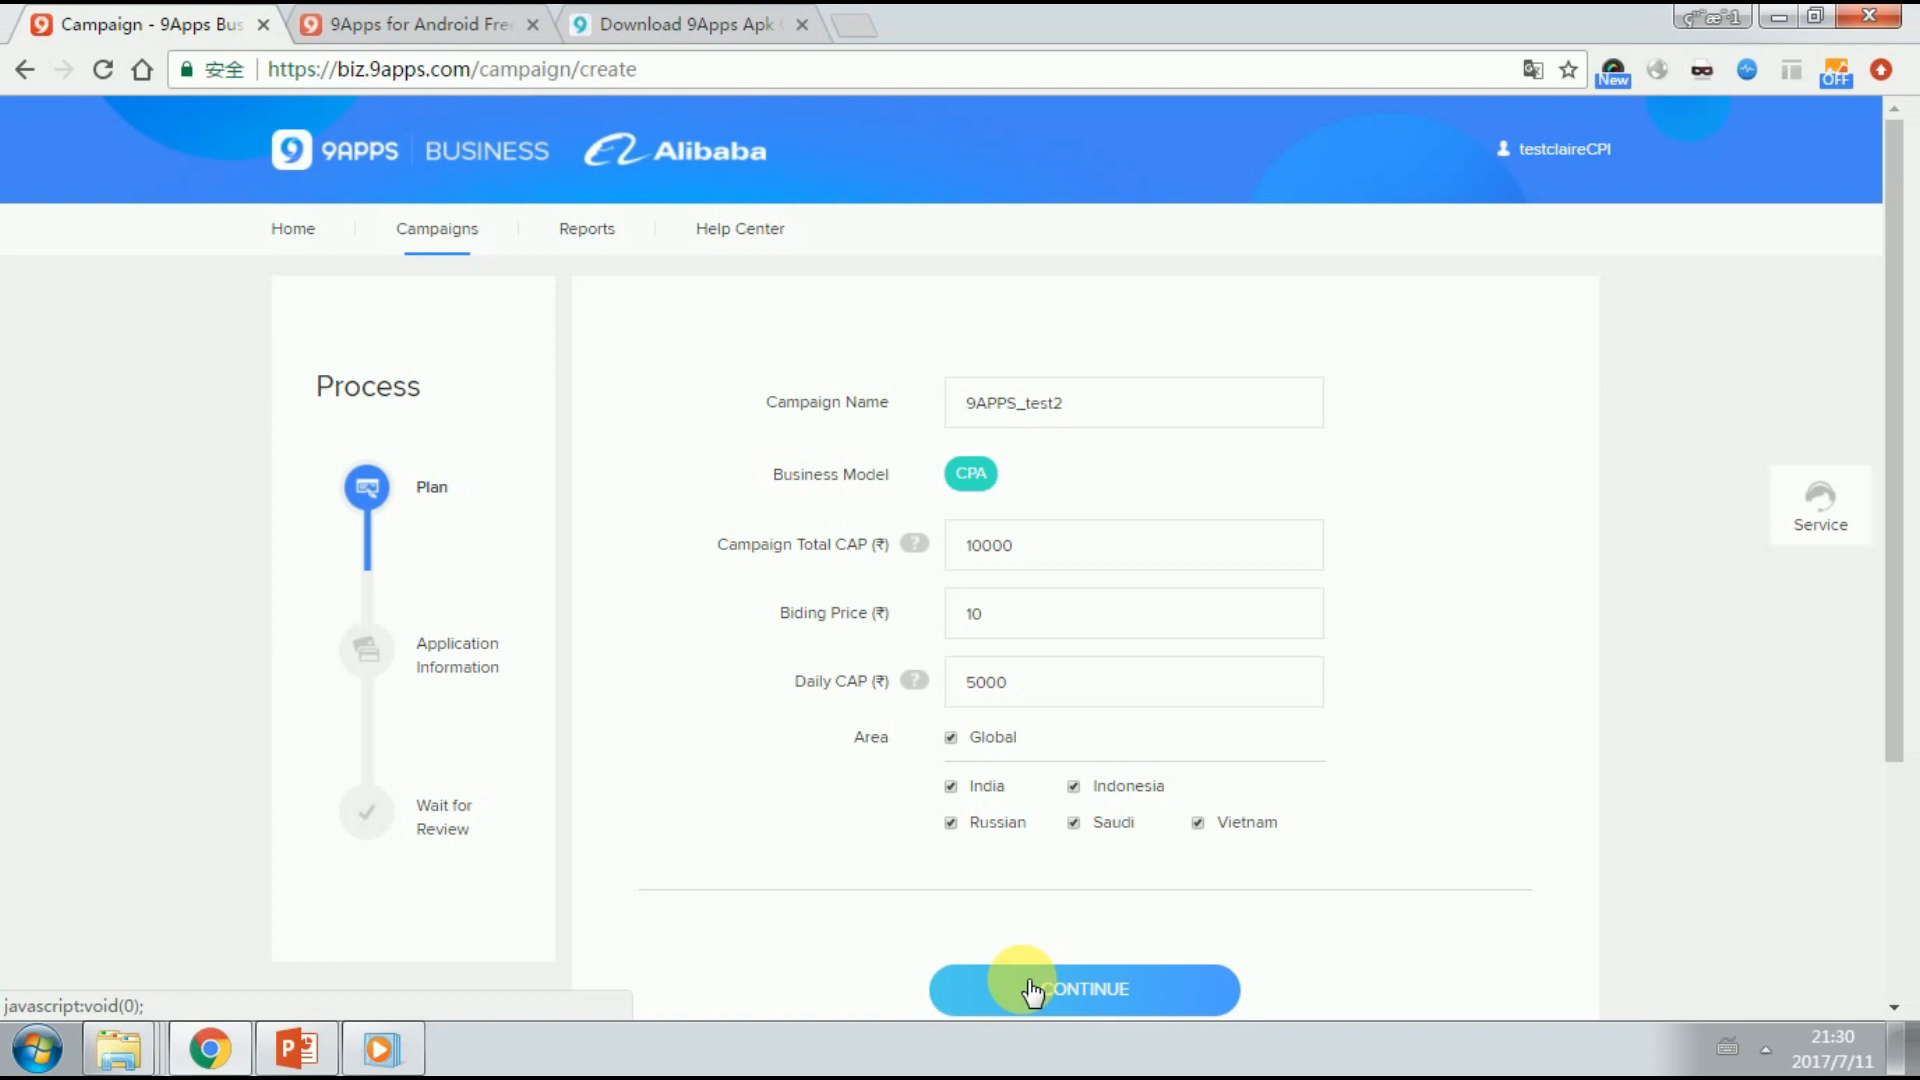 Campaign - 9Apps Bus
9Apps for Android Fre
Download 9Apps Apk
安全 https://biz.9apps.com/campaign/create
New
OFF
9 9APPS BUSINESS Alibaba
testclaireCPI
Home Campaigns Reports Help Center
Process
Plan
Application
Information
Wait for
Review
Campaign Name 9APPS_test2
Business Model CPA
Campaign Total CAP (₹) ? 10000
Biding Price (₹) 10
Daily CAP (₹) ? 5000
Area Global
India Indonesia
Russian Saudi Vietnam
CONTINUE
Service
javascript:void(0);
21:30
2017/7/11